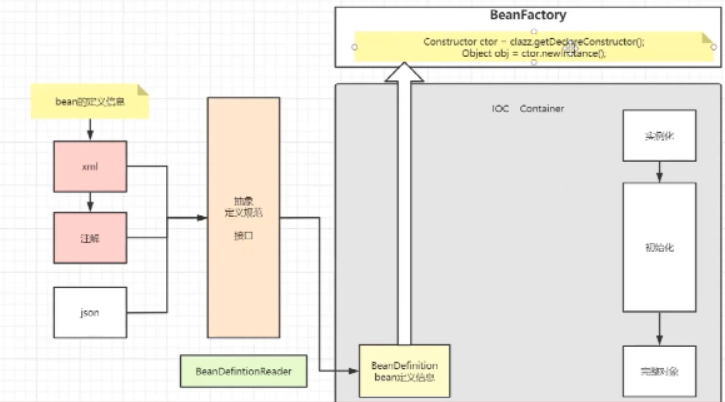 BeanFactory
Constructor ctor = clazz.getDeclareConstructor();
Object obj = ctor.newInstance();
bean的定义信息
xml
注解
json
抽象
定义规范
接口
BeanDefintionReader
IOC Container
BeanDefinition
bean定义信息
实例化
初始化
完整对象